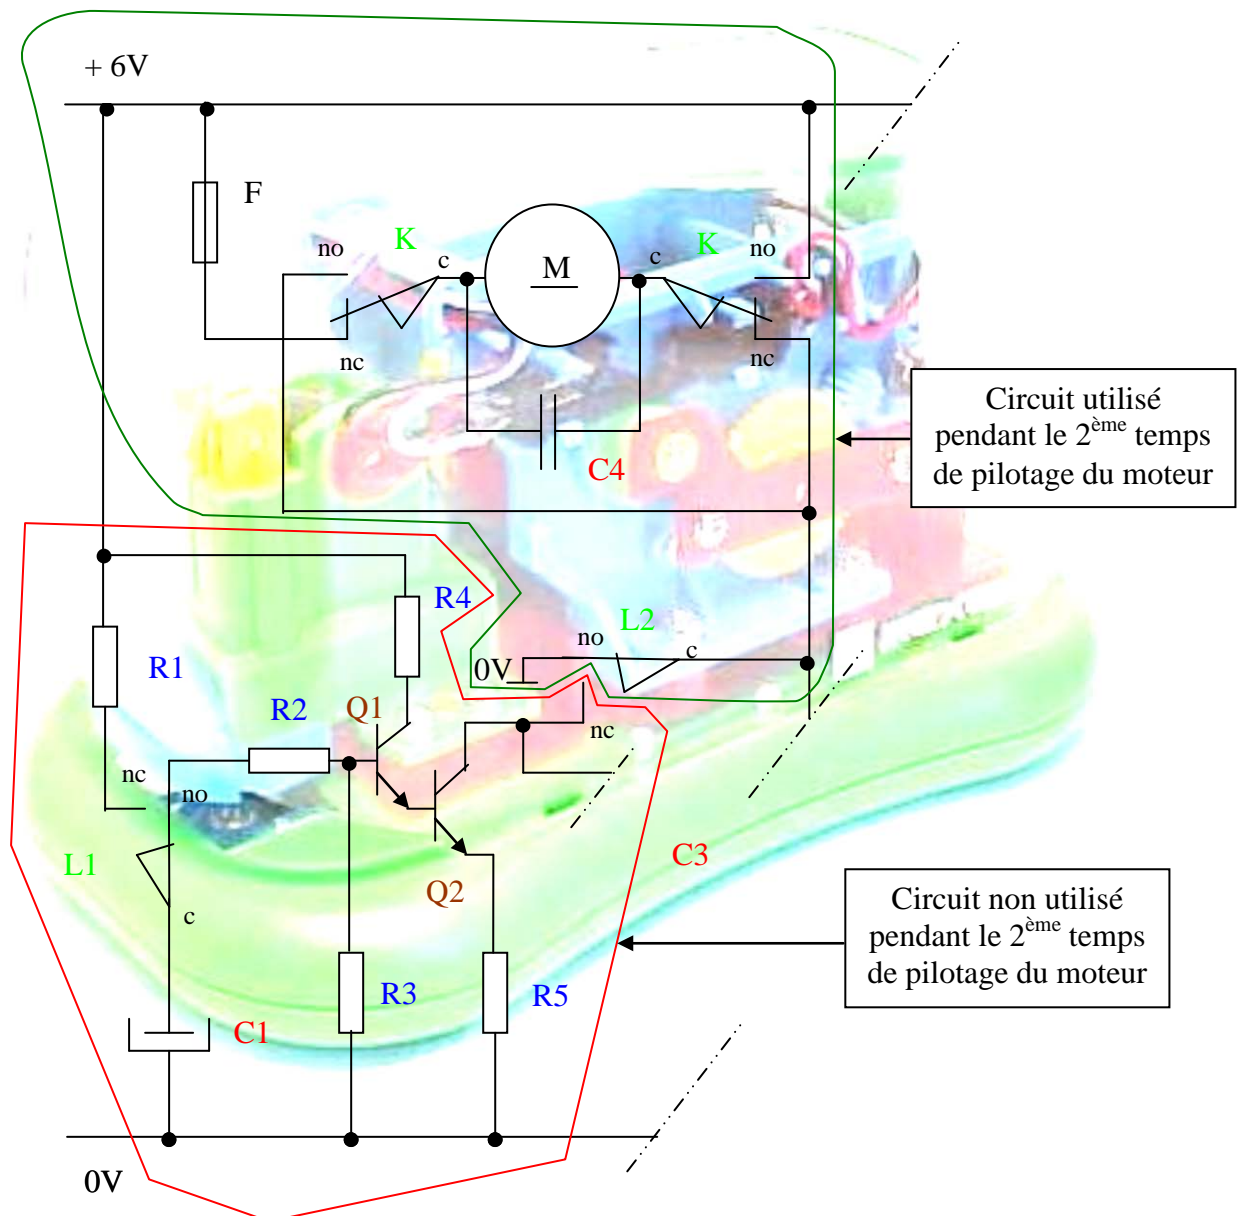 + 6V
F
K
K
no
c
M
c
no
nc
nc
C4
Circuit utilisé
pendant le 2ème temps
de pilotage du moteur
R4
R1
L2
no
c
0V
R2
Q1
nc
nc
no
L1
C3
Q2
c
Circuit non utilisé
pendant le 2ème temps
de pilotage du moteur
R3
R5
C1
0V